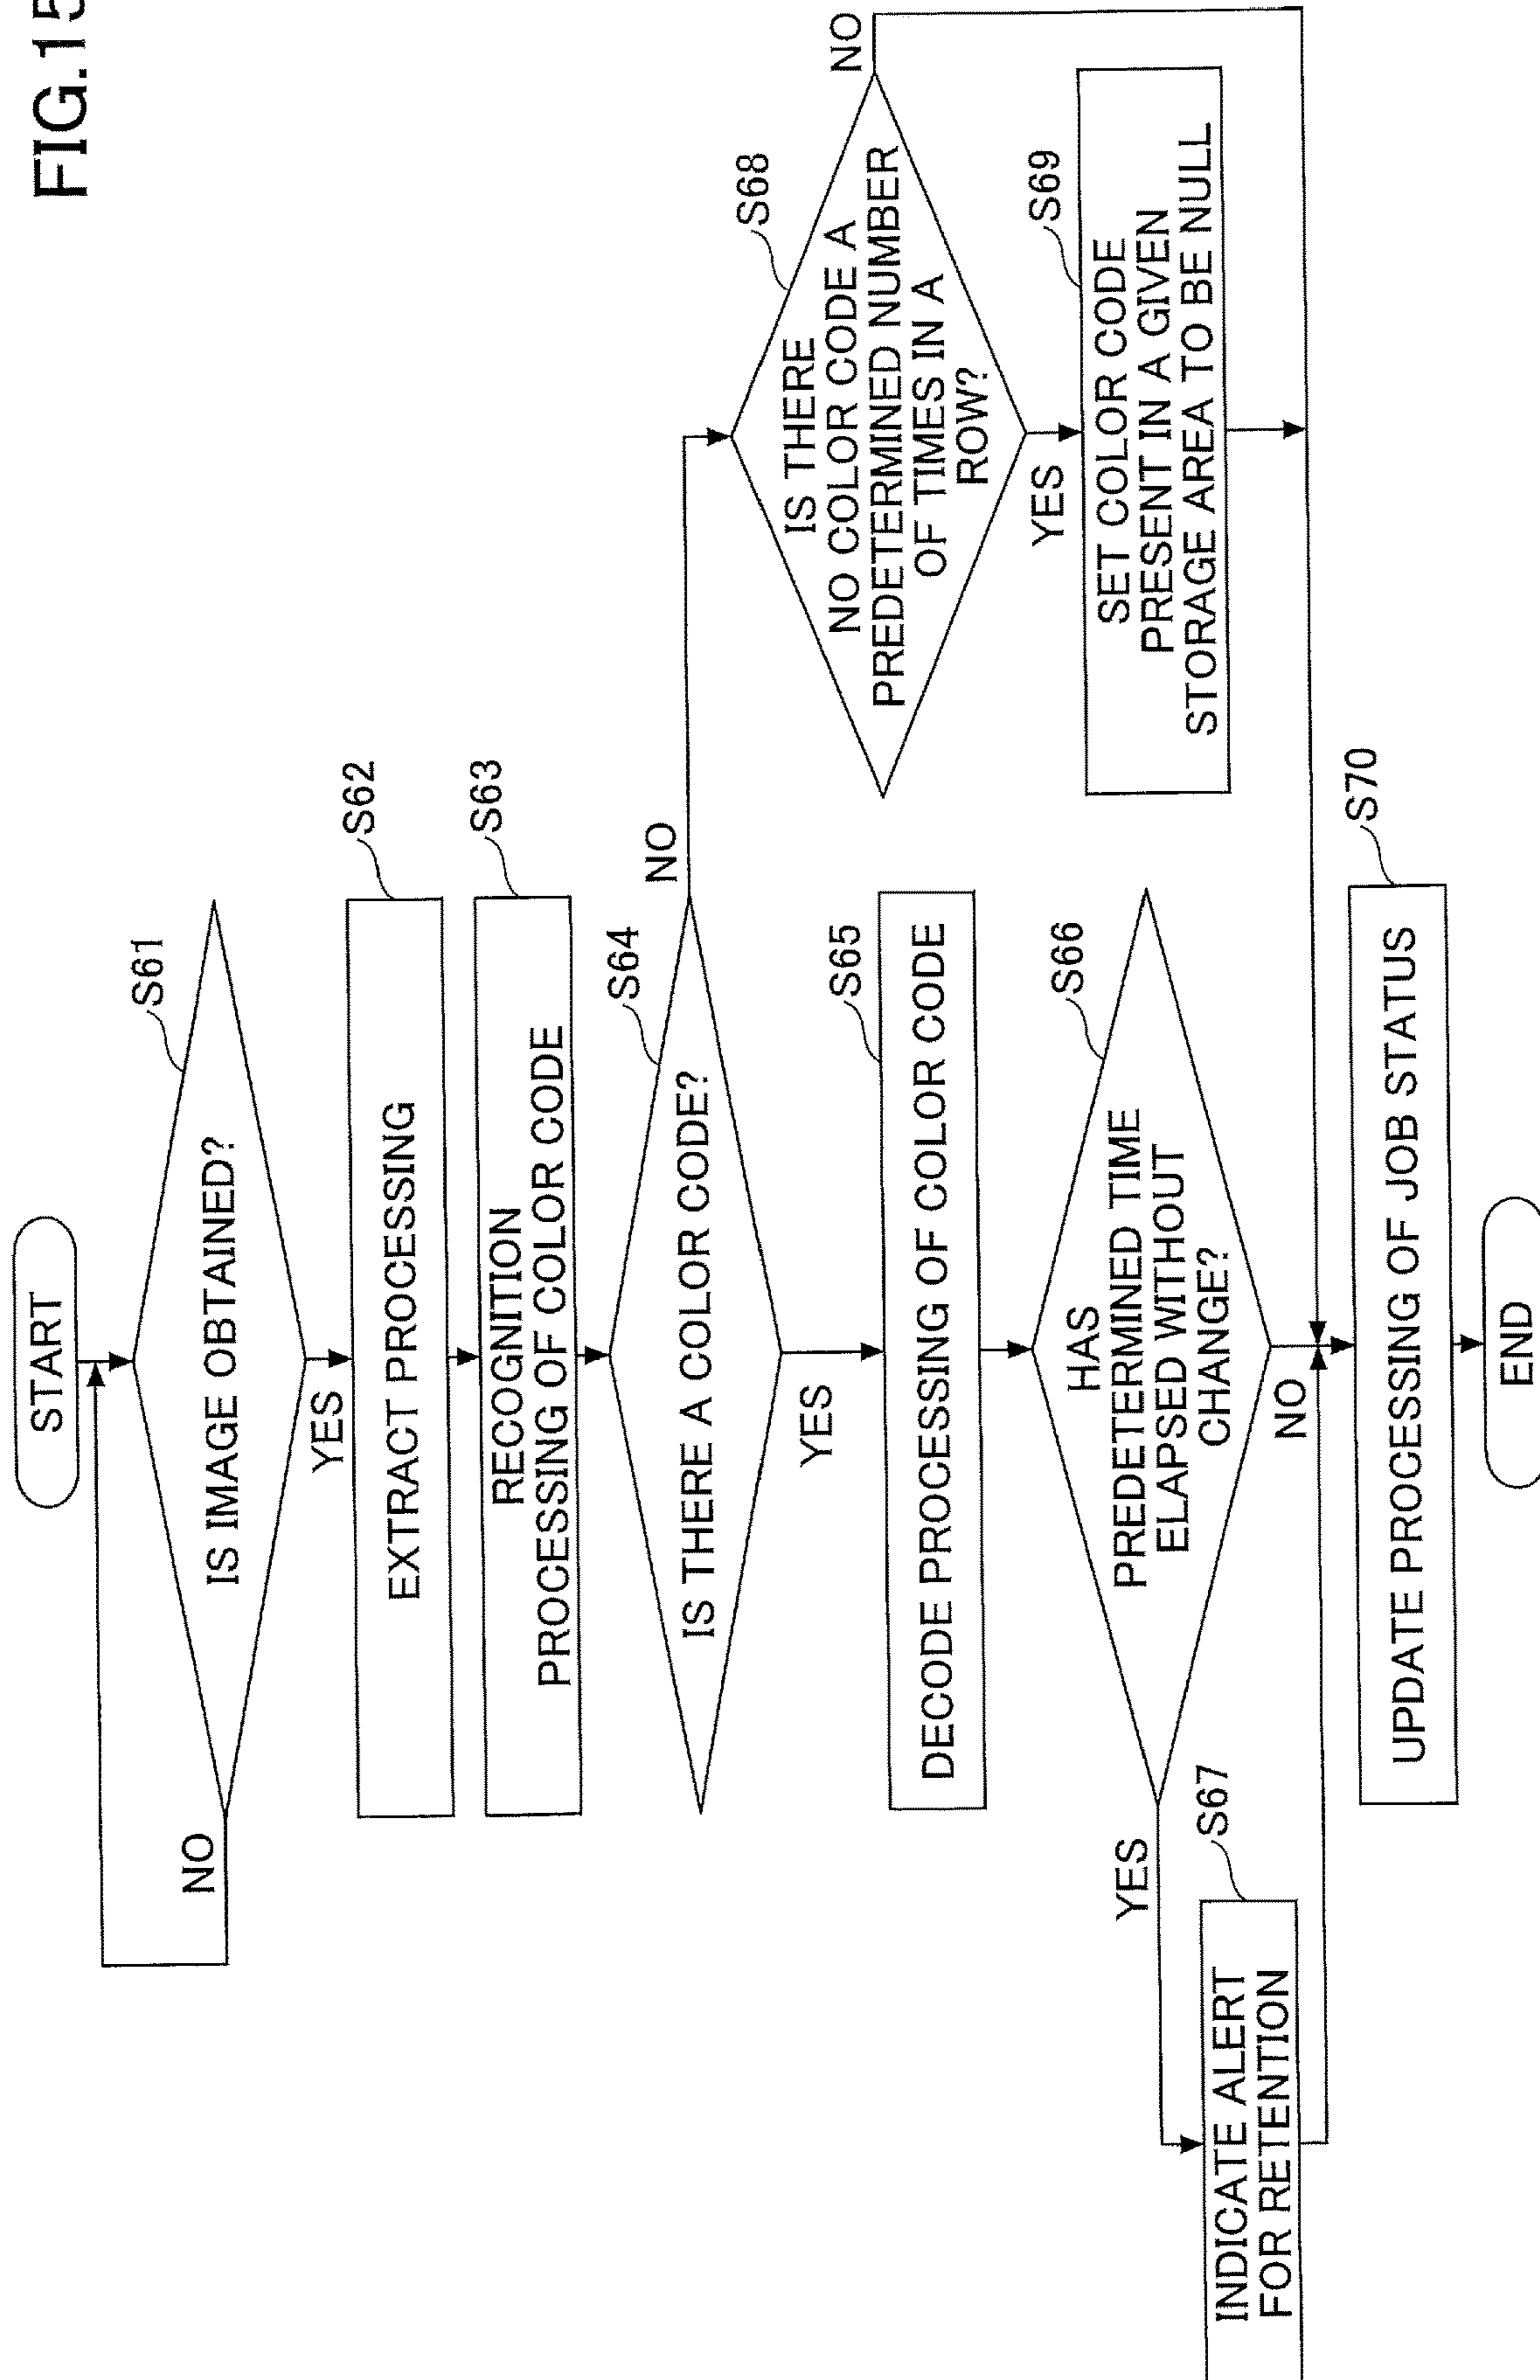 FIG.15
START
S61
IS IMAGE OBTAINED?
NO
YES
S62
EXTRACT PROCESSING
S63
RECOGNITION
PROCESSING OF COLOR CODE
S64
IS THERE A COLOR CODE?
NO
YES
S65
DECODE PROCESSING OF COLOR CODE
S66
HAS
PREDETERMINED TIME
ELAPSED WITHOUT
CHANGE?
YES
NO
S67
INDICATE ALERT
FOR RETENTION
S68
IS THERE
NO COLOR CODE A
PREDETERMINED NUMBER
OF TIMES IN A
ROW?
NO
YES
S69
SET COLOR CODE
PRESENT IN A GIVEN
STORAGE AREA TO BE NULL
S70
UPDATE PROCESSING OF JOB STATUS
END